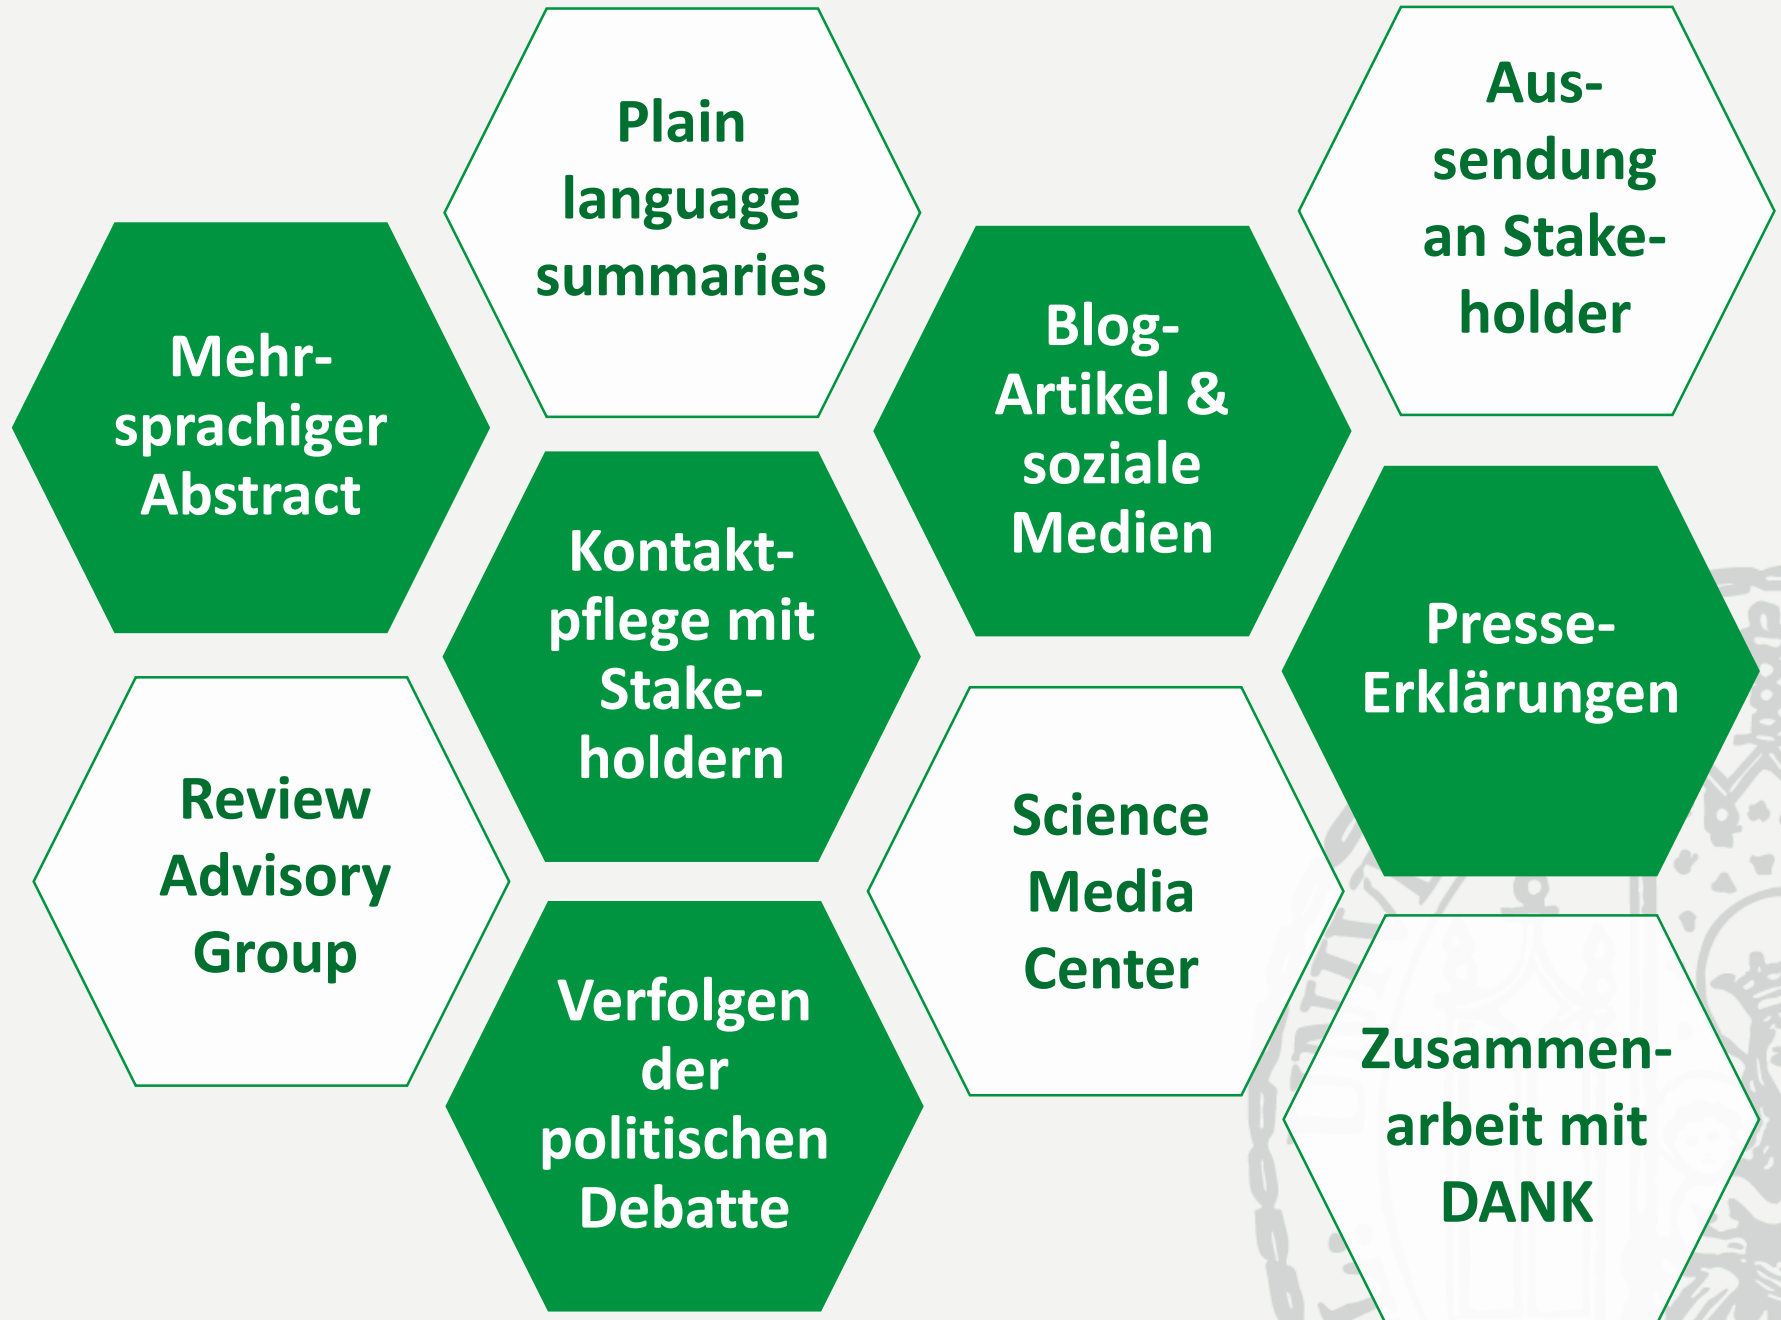 Plain
language
summaries
Aus-
sendung
an Stake-
holder
Mehr-
sprachiger
Abstract
Blog-
Artikel &
soziale
Medien
Kontakt-
pflege mit
Stake-
holdern
Presse-
Erklärungen
Review
Advisory
Group
Science
Media
Center
Verfolgen
der
politischen
Debatte
Zusammen-
arbeit mit
DANK